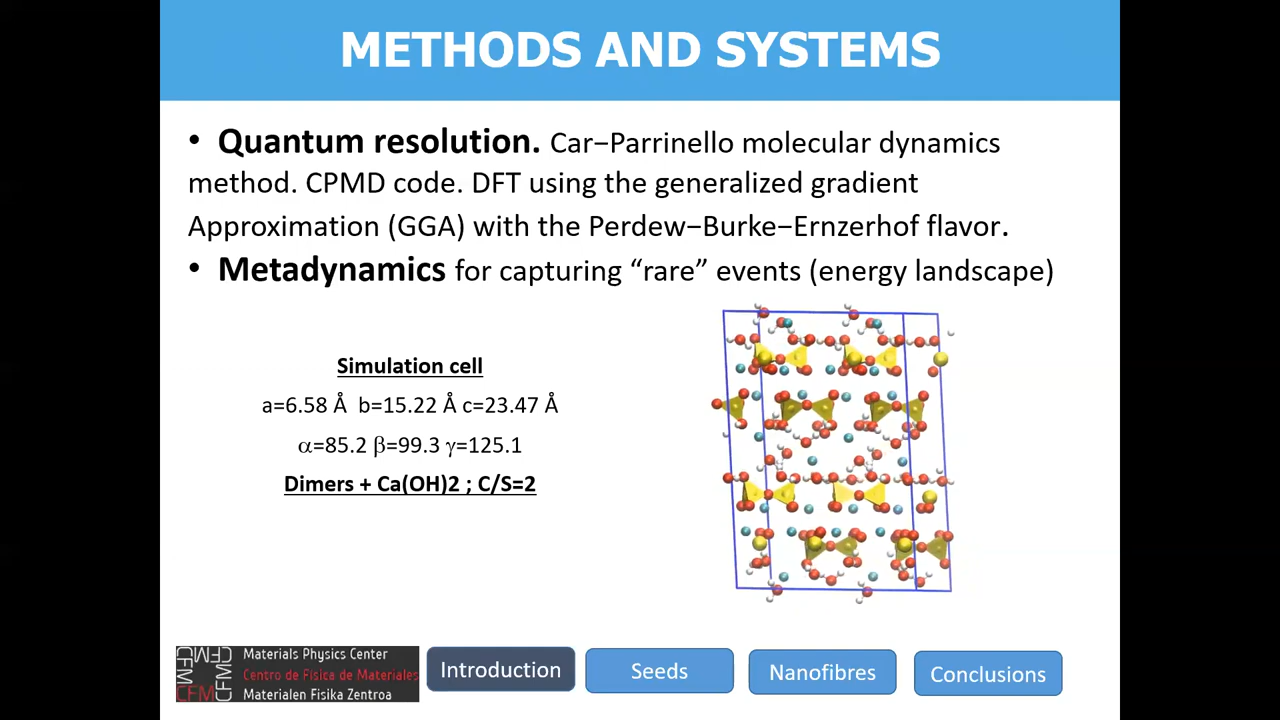 METHODS AND SYSTEMS
• Quantum resolution. Car−Parrinello molecular dynamics
method. CPMD code. DFT using the generalized gradient
Approximation (GGA) with the Perdew−Burke−Ernzerhof flavor.
• Metadynamics for capturing “rare” events (energy landscape)
Simulation cell
a=6.58 Å b=15.22 Å c=23.47 Å
α=85.2 β=99.3 γ=125.1
Dimers + Ca(OH)2 ; C/S=2
CFM
Materials Physics Center
Centro de Física de Materiales
Materialen Fisika Zentroa
Introduction
Seeds
Nanofibres
Conclusions